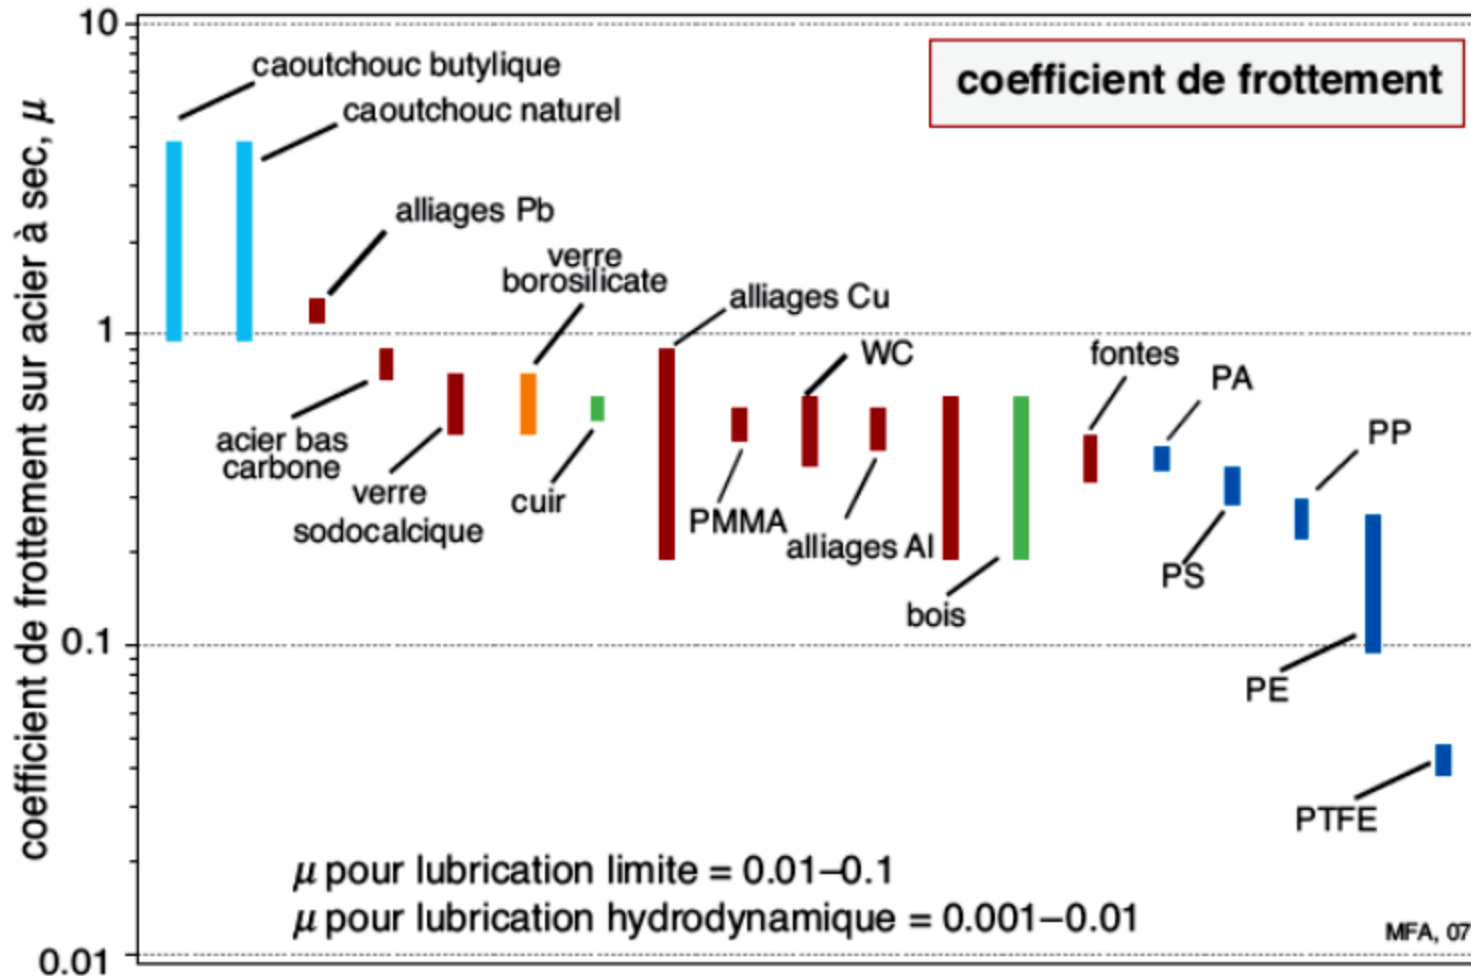 10
coefficient de frottement
caoutchouc butylique
caoutchouc naturel
coefficient de frottement sur acier à sec, μ
alliages Pb
verre
borosilicate
alliages Cu
1
WC
fontes
PA
acier bas
carbone
PP
verre
sodocalcique
cuir
PMMA
alliages Al
PS
bois
0.1
PE
PTFE
μ pour lubrication limite = 0.01–0.1
μ pour lubrication hydrodynamique = 0.001–0.01
MFA, 07
0.01